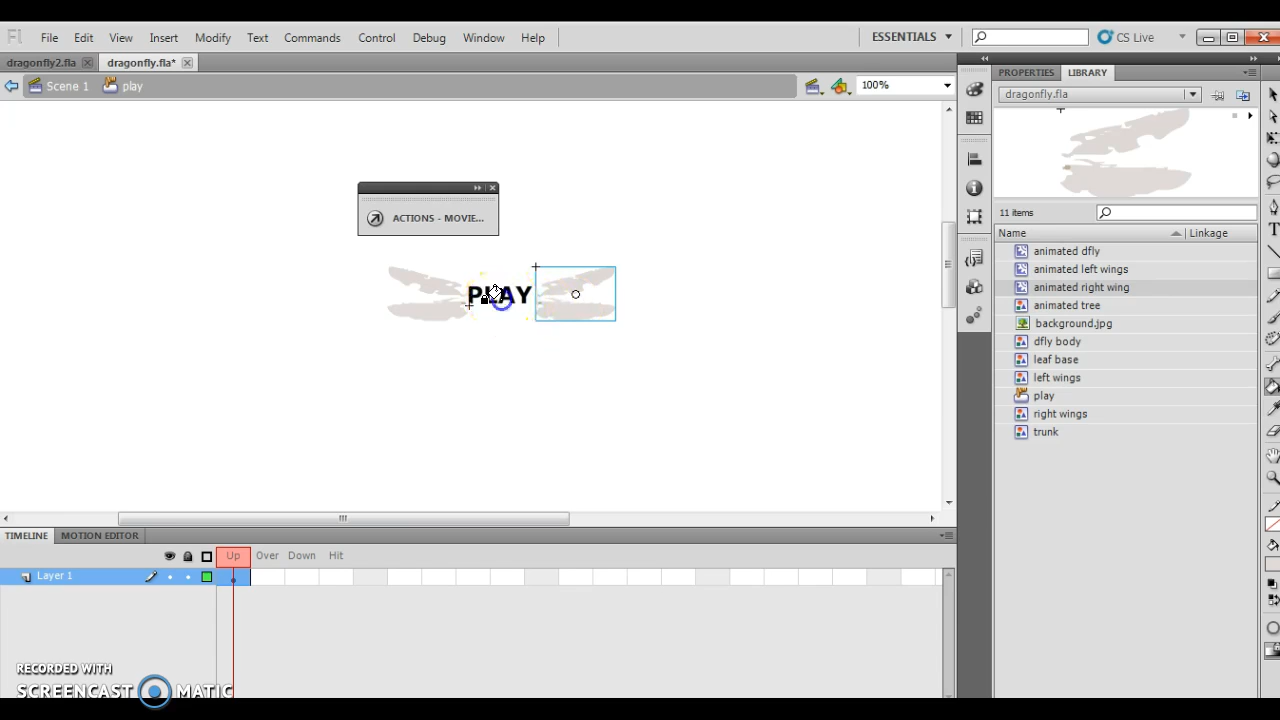 Fl File Edit View Insert Modify Text Commands Control Debug Window Help ESSENTIALS CS Live
dragonfly2.fla dragonfly.fla*
Scene 1 play 100%
PROPERTIES LIBRARY
dragonfly.fla
11 items
Name Linkage
animated dfly
animated left wings
animated right wing
animated tree
background.jpg
dfly body
leaf base
left wings
play
right wings
trunk
ACTIONS - MOVIE...
PLAY
TIMELINE MOTION EDITOR
Up Over Down Hit
Layer 1
RECORDED WITH
SCREENCAST MATIC